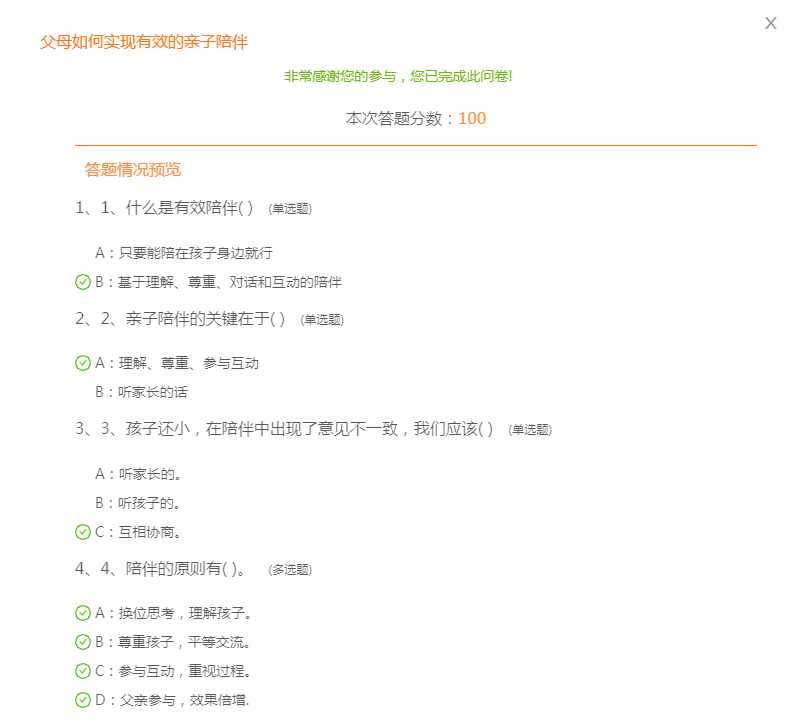 X
父母如何实现有效的亲子陪伴
非常感谢您的参与，您已完成此问卷!
本次答题分数：100
答题情况预览
1、1、什么是有效陪伴( ) (单选题)
A：只要能陪在孩子身边就行
B：基于理解、尊重、对话和互动的陪伴
2、2、亲子陪伴的关键在于( ) (单选题)
A：理解、尊重、参与互动
B：听家长的话
3、3、孩子还小，在陪伴中出现了意见不一致，我们应该( ) (单选题)
A：听家长的。
B：听孩子的。
C：互相协商。
4、4、陪伴的原则有( )。 (多选题)
A：换位思考，理解孩子。
B：尊重孩子，平等交流。
C：参与互动，重视过程。
D：父亲参与，效果倍增.